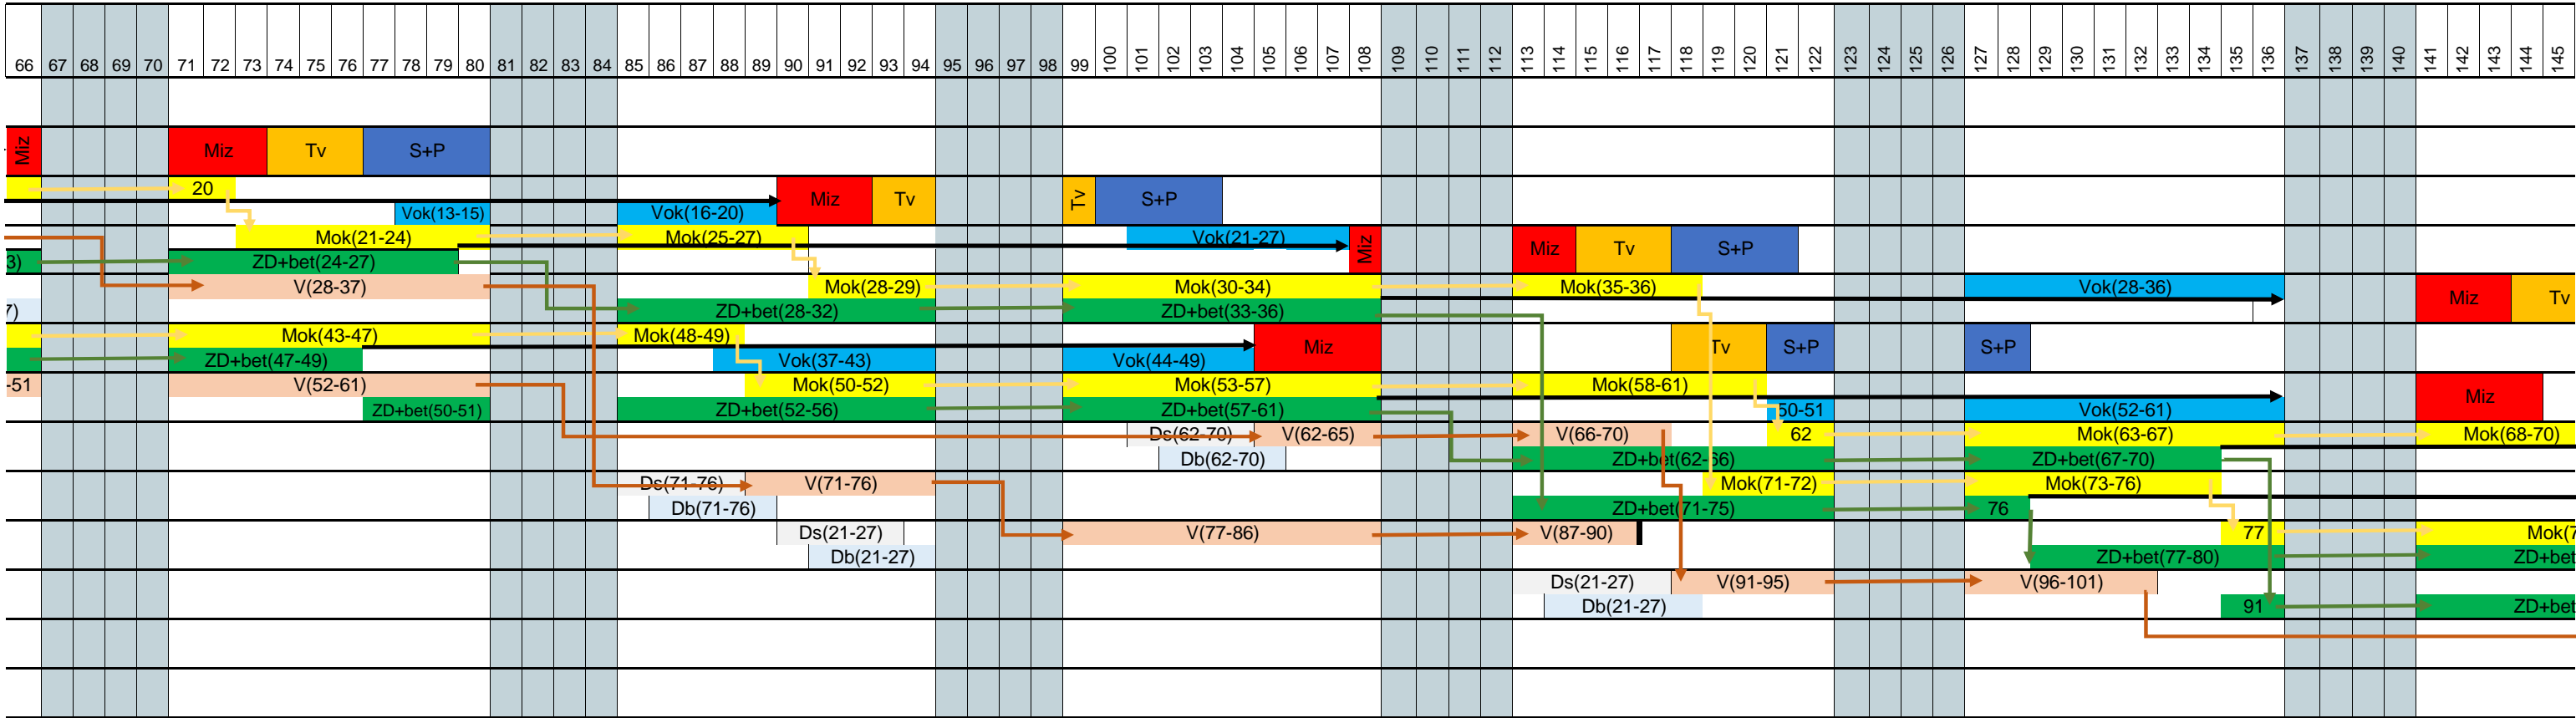 66 67 68 69 70 71 72 73 74 75 76 77 78 79 80 81 82 83 84 85 86 87 88 89 90 91 92 93 94 95 96 97 98 99 100 101 102 103 104 105 106 107 108 109 110 111 112 113 114 115 116 117 118 119 120 121 122 123 124 125 126 127 128 129 130 131 132 133 134 135 136 137 138 139 140 141 142 143 144 145
Miz Miz Tv S+P
20 Miz Tv Tv S+P
Vok(13-15) Vok(16-20)
Mok(21-24) Mok(25-27) Vok(21-27) Miz Miz Tv S+P
3) ZD+bet(24-27)
V(28-37) Mok(28-29) Mok(30-34) Mok(35-36) Vok(28-36) Miz Tv
7) ZD+bet(28-32) ZD+bet(33-36)
Mok(43-47) Mok(48-49) Miz Tv S+P S+P
ZD+bet(47-49) Vok(37-43) Vok(44-49)
-51 V(52-61) Mok(50-52) Mok(53-57) Mok(58-61) Miz
ZD+bet(50-51) ZD+bet(52-56) ZD+bet(57-61) 50-51 Vok(52-61)
Ds(62-70) V(62-65) V(66-70) 62 Mok(63-67) Mok(68-70)
Db(62-70) ZD+bet(62-66) ZD+bet(67-70)
Ds(71-76) V(71-76) Mok(71-72) Mok(73-76)
Db(71-76) ZD+bet(71-75) 76
Ds(21-27) V(77-86) V(87-90) 77 Mok(7
Db(21-27) ZD+bet(77-80) ZD+bet
Ds(21-27) V(91-95) V(96-101)
Db(21-27) 91 ZD+bet